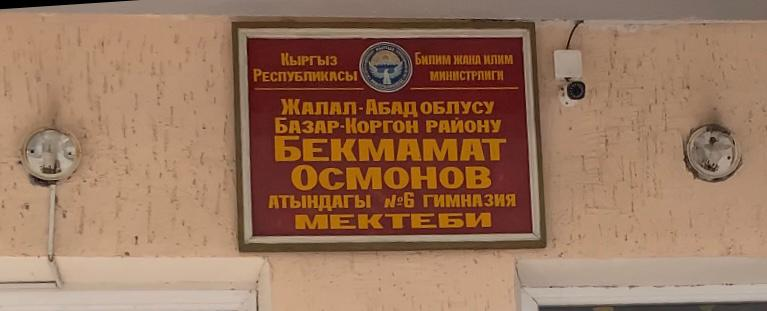 Кыргыз Республикасы
Билим жана илим министрлиги
Жалал-Абад облусу
Базар-Коргон району
Бекмамат
Осмонов
атындагы №6 гимназия
мектеби